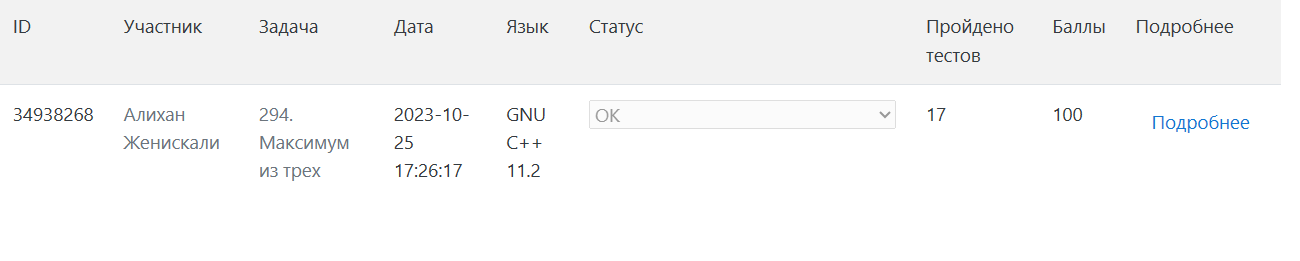 ID Участник Задача Дата Язык Статус Пройдено тестов Баллы Подробнее
34938268 Алихан Женискали 294. Максимум из трех 2023-10-25 17:26:17 GNU C++ 11.2 OK 17 100 Подробнее